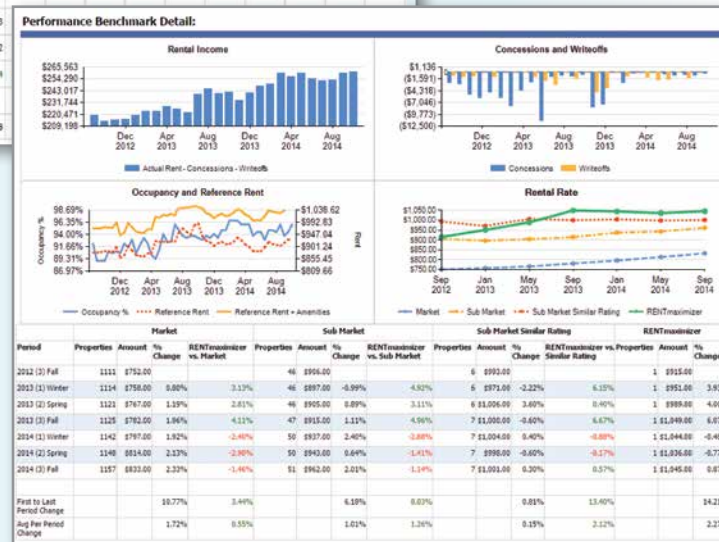 Performance Benchmark Detail:
Rental Income
$265,563
$254,290
$243,017
$231,744
$220,471
$209,198
Dec 2012 Apr 2013 Aug 2013 Dec 2013 Apr 2014 Aug 2014
Actual Rent - Concessions - Writeoffs
Concessions and Writeoffs
$1,136
($1,591)
($4,318)
($7,046)
($9,773)
($12,500)
Dec 2012 Apr 2013 Aug 2013 Dec 2013 Apr 2014 Aug 2014
Concessions Writeoffs
Occupancy and Reference Rent
Occupancy %
98.69%
96.35%
94.00%
91.66%
89.31%
86.97%
$1,038.62
$992.83
$947.04
$901.24
$855.45
$809.66
Rent
Dec 2012 Apr 2013 Aug 2013 Dec 2013 Apr 2014 Aug 2014
Occupancy % Reference Rent Reference Rent + Amenities
Rental Rate
$1,050.00
$1,000.00
$950.00
$900.00
$850.00
$800.00
$750.00
Sep 2012 Jan 2013 May 2013 Sep 2013 Jan 2014 May 2014 Sep 2014
Market Sub Market Sub Market Similar Rating RENTmaximizer
Market Sub Market Sub Market Similar Rating RENTmaximizer
Period Properties Amount % Change RENTmaximizer vs. Market Properties Amount % Change RENTmaximizer vs. Sub Market Properties Amount % Change RENTmaximizer vs. Similar Rating Properties Amount % Change
2012 (3) Fall 1111 $752.00 46 $906.00 6 $993.00 1 $915.00
2013 (1) Winter 1114 $758.00 0.80% 3.13% 46 $897.00 -0.99% 4.92% 6 $971.00 -2.22% 6.15% 1 $951.00
2013 (2) Spring 1121 $767.00 1.19% 2.81% 46 $905.00 0.89% 3.11% 6 $1,006.00 3.60% 0.40% 1 $989.00
2013 (3) Fall 1125 $782.00 1.96% 4.11% 47 $915.00 1.11% 4.96% 7 $1,000.00 -0.60% 6.67% 1 $1,049.00
2014 (1) Winter 1142 $797.00 1.92% -2.40% 50 $937.00 2.40% -2.88% 7 $1,004.00 0.40% -0.88% 1 $1,044.00
2014 (2) Spring 1148 $814.00 2.13% -2.90% 50 $943.00 0.64% -1.41% 7 $998.00 -0.60% -0.17% 1 $1,036.00
2014 (3) Fall 1157 $833.00 2.33% -1.46% 51 $962.00 2.01% -1.14% 7 $1,001.00 0.30% 0.57% 1 $1,045.00
First to Last Period Change 10.77% 3.44% 6.18% 8.03% 0.81% 13.40%
Avg Per Period Change 1.72% 0.55% 1.01% 1.26% 0.15% 2.12%